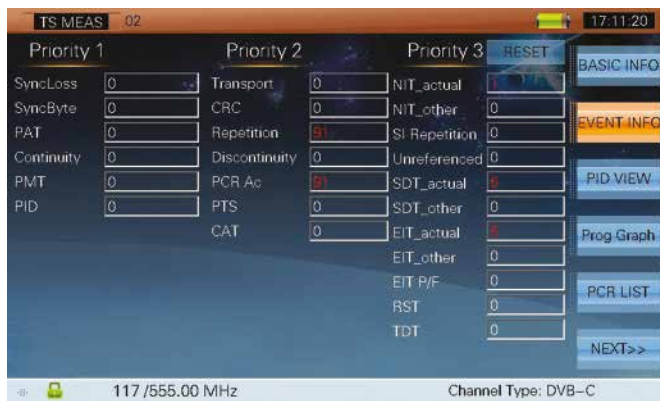 TS MEAS 02 17:11:20
Priority 1 Priority 2 Priority 3 RESET BASIC INFO
SyncLoss 0 Transport 0 NIT_actual
SyncByte 0 CRC 0 NIT_other 0 EVENT INFO
PAT 0 Repetition 91 SI Repetition 0
Continuity 0 Discontinuity 0 Unreferenced 0
PMT 0 PCR Ac 91 SDT_actual PID VIEW
PID 0 PTS 0 SDT_other 0
CAT 0 EIT_actual Prog Graph
EIT_other 0
EIT P/F 0 PCR LIST
RST 0
TDT 0
NEXT>>
117 /555.00 MHz Channel Type: DVB-C